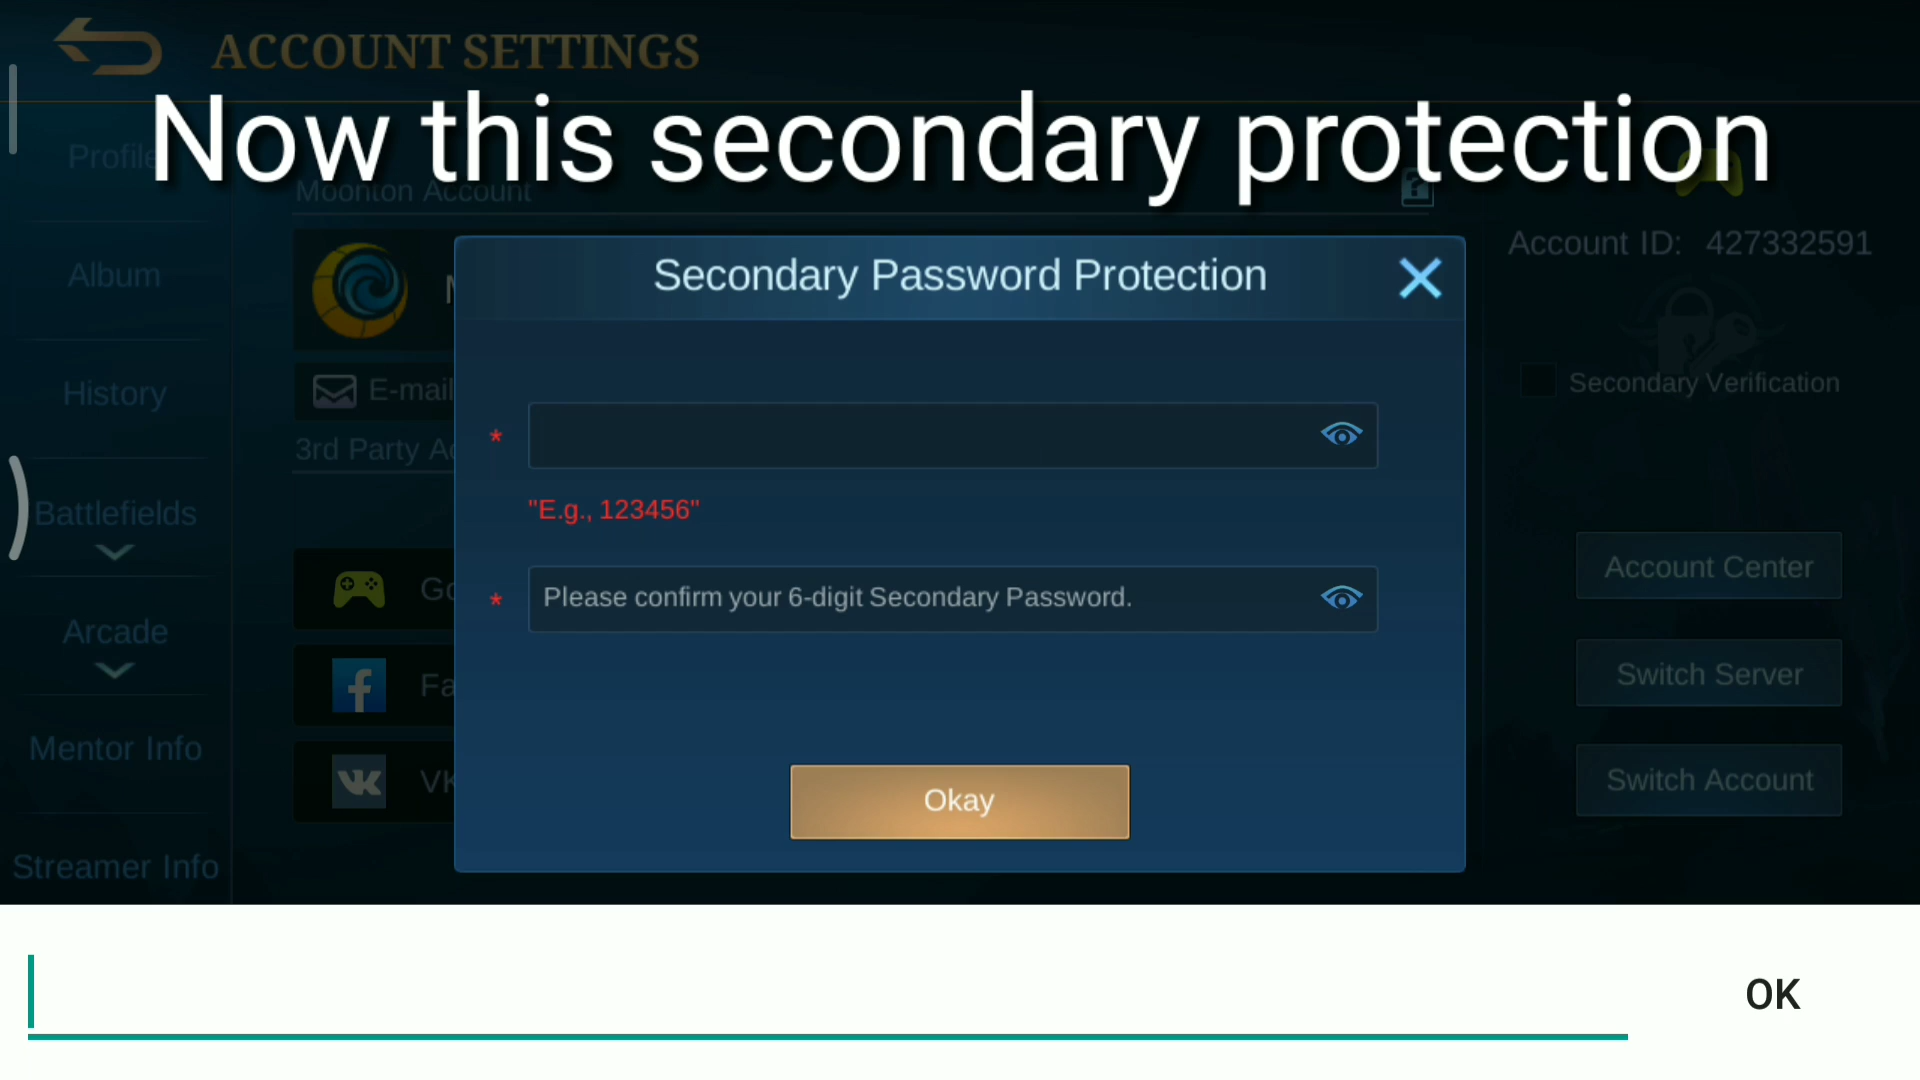 ACCOUNT SETTINGS
Now this secondary protection
Profile
Moonton Account
Account ID: 427332591
Secondary Password Protection
Album
Secondary Verification
History
E-mail
3rd Party
"E.g., 123456"
Battlefields
Please confirm your 6-digit Secondary Password.
Account Center
Arcade
Switch Server
Mentor Info
VK
Switch Account
Okay
Streamer Info
OK